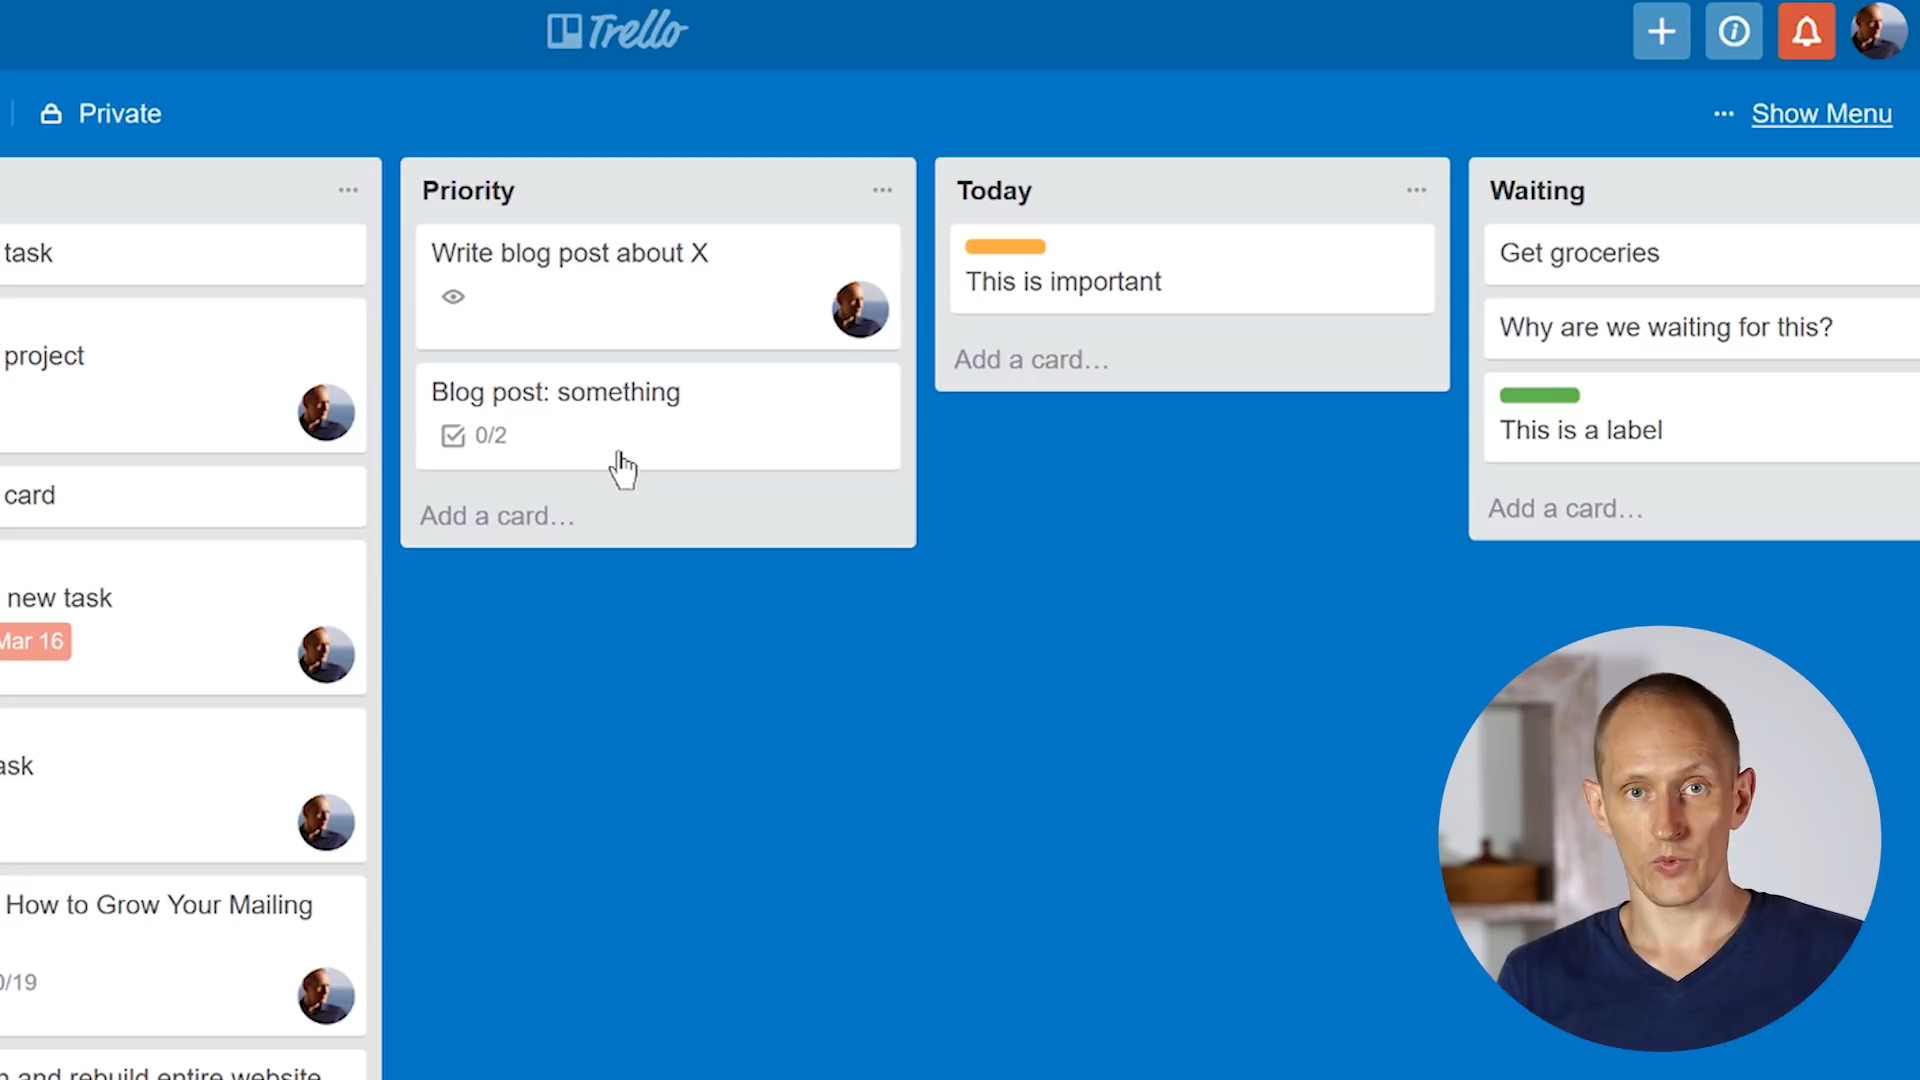 Trello
Private
Show Menu
task
project
card
new task
Mar 16
ask
How to Grow Your Mailing
0/19
and rebuild entire website
Priority
Write blog post about X
Blog post: something
0/2
Add a card…
Today
This is important
Add a card…
Waiting
Get groceries
Why are we waiting for this?
This is a label
Add a card…